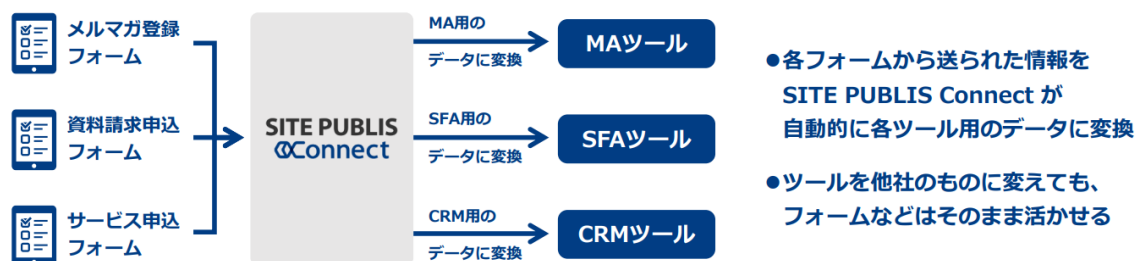 メルマガ登録
フォーム
資料請求申込
フォーム
サービス申込
フォーム
SITE PUBLIS
Connect
MA用の
データに変換
MAツール
SFA用の
データに変換
SFAツール
CRM用の
データに変換
CRMツール
●各フォームから送られた情報を
SITE PUBLIS Connect が
自動的に各ツール用のデータに変換
●ツールを他社のものに変えても、
フォームなどはそのまま活かせる